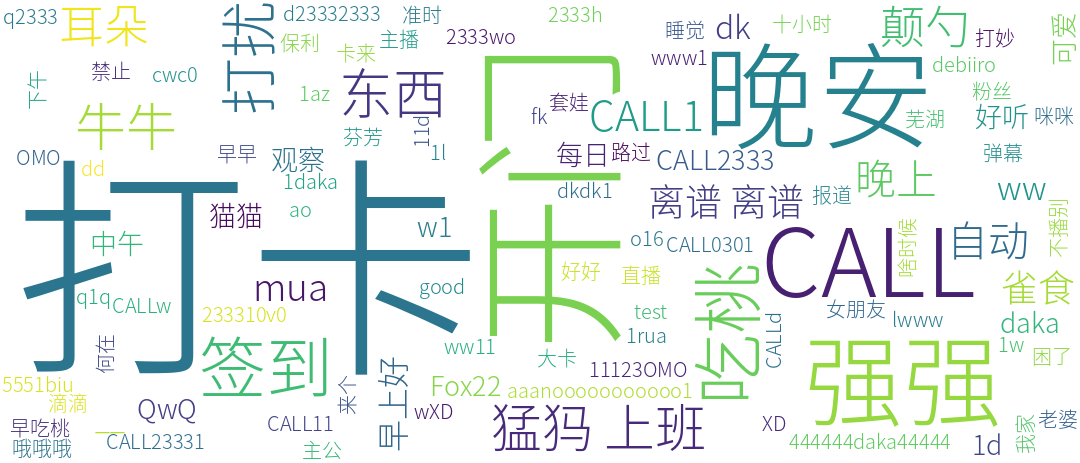 q2333
耳朵
打扰
d23332333
准时
保利
卡来
主播
2333wo
2333h
睡觉
dk
十小时
颠勺
打妙
可爱
下午
禁止
cwc0
1az
东西
fk
套娃
CALL1
www1
晚安
debiiro
粉丝
芜湖
好听
咪咪
牛牛
芬芳
11d
1l
每日
路过
CALL2333
弹幕
OMO
dd
早早
观察
1daka
ao
猫猫
w1
开门
dkdk1
离谱 离谱
报道
晚上
ww
打卡
中午
o16
CALL0301
CALL
啥时候
自动
不播别
q1q
CALLw
mua
good
好好
直播
吃桃
雀食
233310v0
test
女朋友
lwww
daka
何在
签到
ww11
大卡
1rua
CALLd
强强
1w
困了
5551biu
滴滴
QwQ
来个
早上好
Fox22
11123OMO
aaanooooooooooo1
早吃桃
一一
CALL11
wXD
猛犸 上班
XD
老婆
我家
哦哦哦
CALL23331
主公
444444daka44444
1d